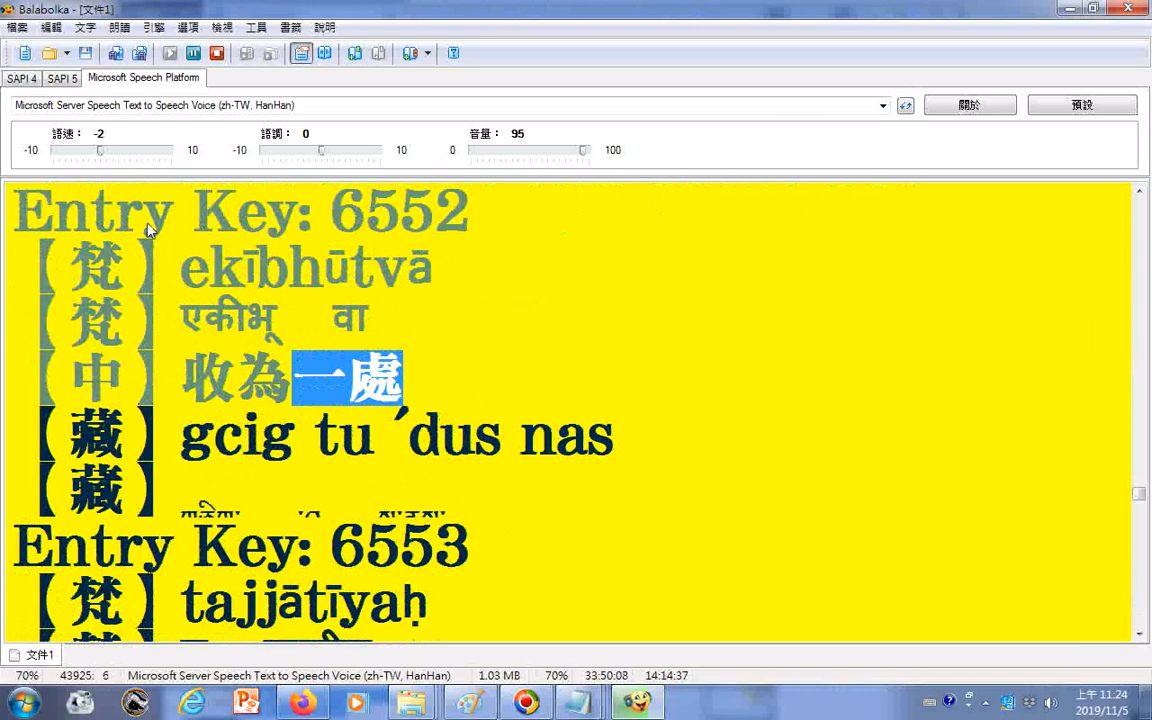 Balabolka - [文件1]
檔案 編輯 文字 朗讀 引擎 選項 檢視 工具 書籤 說明
SAPI 4 SAPI 5 Microsoft Speech Platform
Microsoft Server Speech Text to Speech Voice (zh-TW, HanHan) 關於 預設
語速： -2 語調： 0 音量： 95
-10 10 -10 10 0 100
Entry Key: 6552
【梵】 ekībhūtvā
【梵】 एकीभू वा
【中】 收為一處
【藏】 gcig tu ´dus nas
【藏】
Entry Key: 6553
【梵】 tajjātīyaḥ
文件1
70% 43925: 6 Microsoft Server Speech Text to Speech Voice (zh-TW, HanHan) 1.03 MB 70% 33:50:08 14:14:37
上午 11:24
2019/11/5